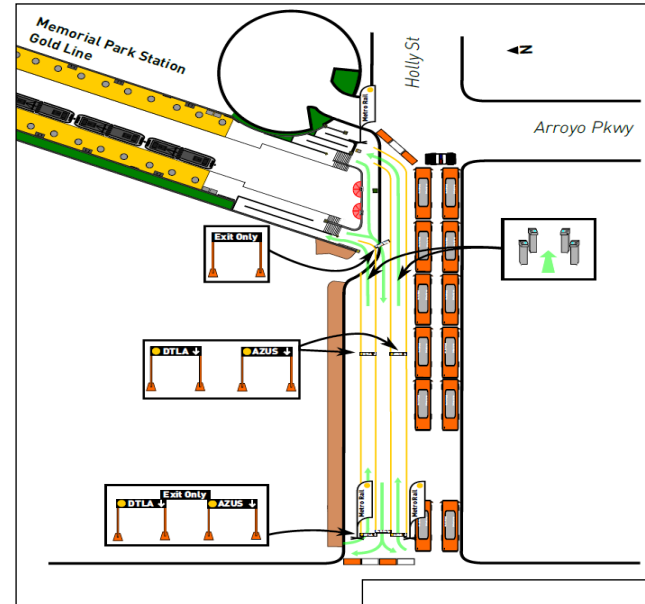 Memorial Park Station
Gold Line
Holly St
N
Arroyo Pkwy
Metro Rail
Exit Only
DTLA ↓
AZUS ↓
Exit Only
DTLA ↓
AZUS ↓
Metro Rail
Metro Rail